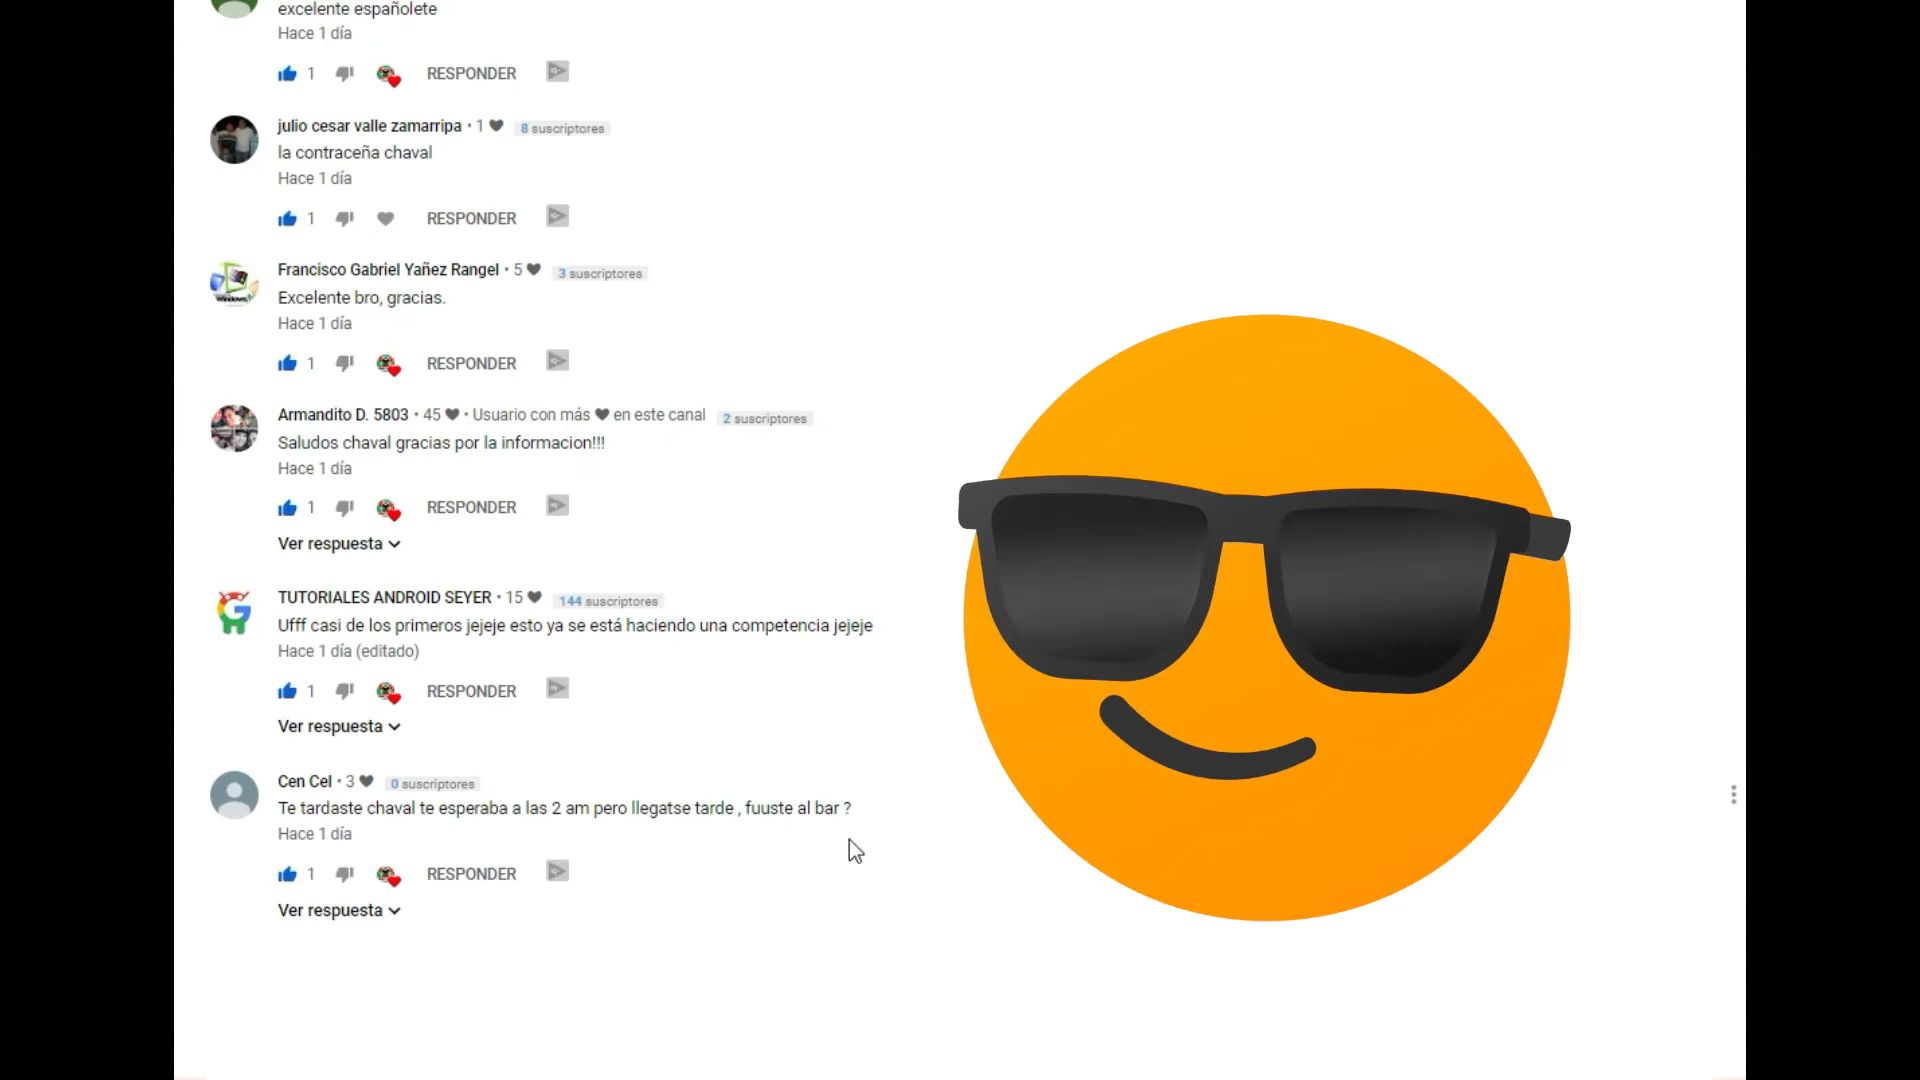 excelente españolete
Hace 1 día
1 RESPONDER
julio cesar valle zamarripa • 1 8 suscriptores
la contraceña chaval
Hace 1 día
1 RESPONDER
Francisco Gabriel Yañez Rangel • 5 3 suscriptores
Excelente bro, gracias.
Hace 1 día
1 RESPONDER
Armandito D. 5803 • 45 • Usuario con más en este canal 2 suscriptores
Saludos chaval gracias por la informacion!!!
Hace 1 día
1 RESPONDER
Ver respuesta
TUTORIALES ANDROID SEYER • 15 144 suscriptores
Ufff casi de los primeros jejeje esto ya se está haciendo una competencia jejeje
Hace 1 día (editado)
1 RESPONDER
Ver respuesta
Cen Cel • 3 0 suscriptores
Te tardaste chaval te esperaba a las 2 am pero llegatse tarde , fuuste al bar ?
Hace 1 día
1 RESPONDER
Ver respuesta